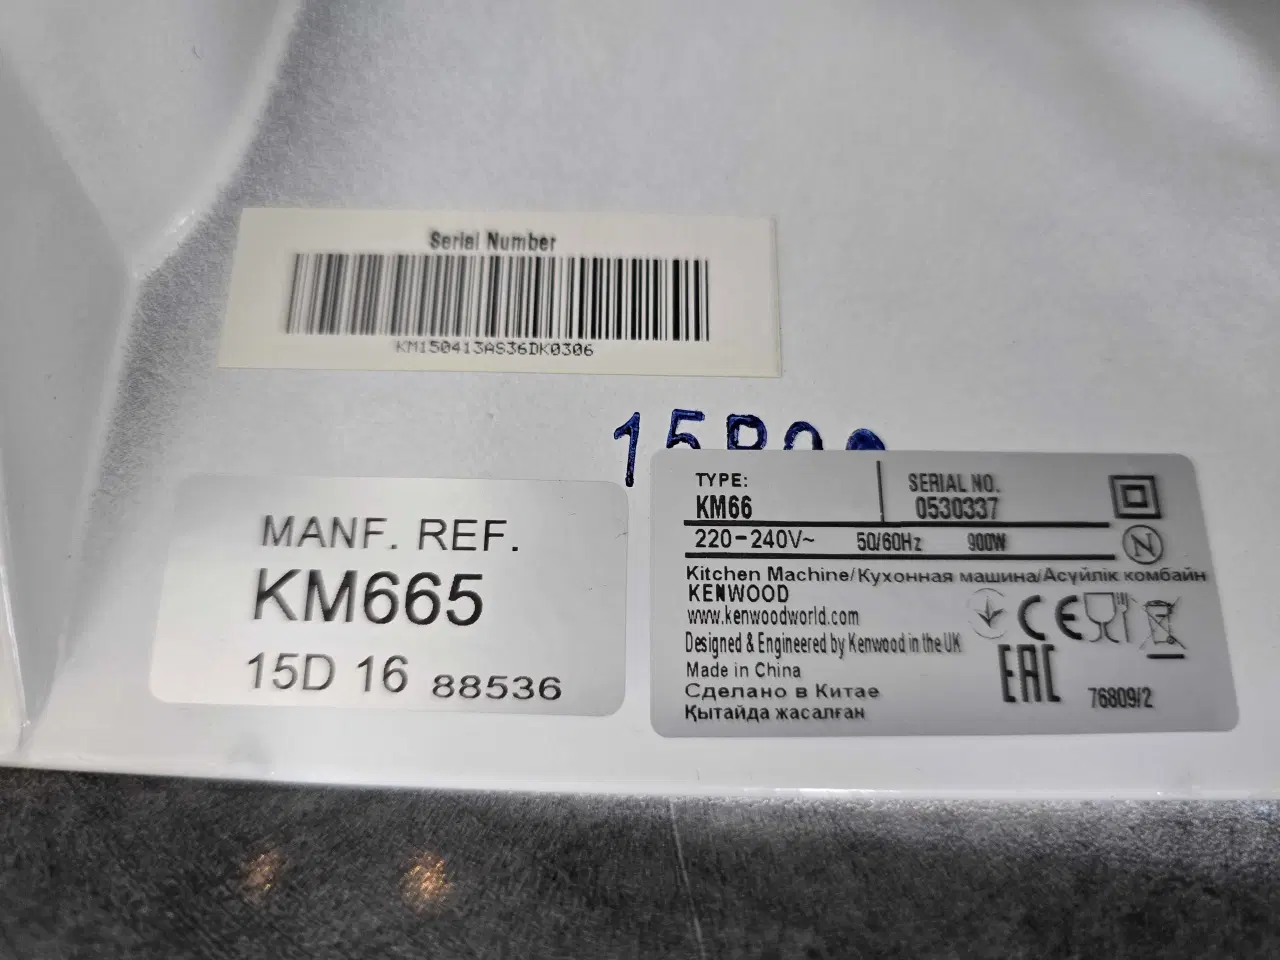 Serial Number
KM150413AS36DK0306
MANF. REF.
KM665
15D 16 88536
TYPE:
KM66
SERIAL NO.
0530337
220-240V~ 50/60Hz 900W
N
Kitchen Machine/Кухонная машина/Асүйлік комбайн
KENWOOD
www.kenwoodworld.com
Designed & Engineered by Kenwood in the UK
Made in China
Сделано в Китае
Қытайда жасалған
CE
EAC
76809/2